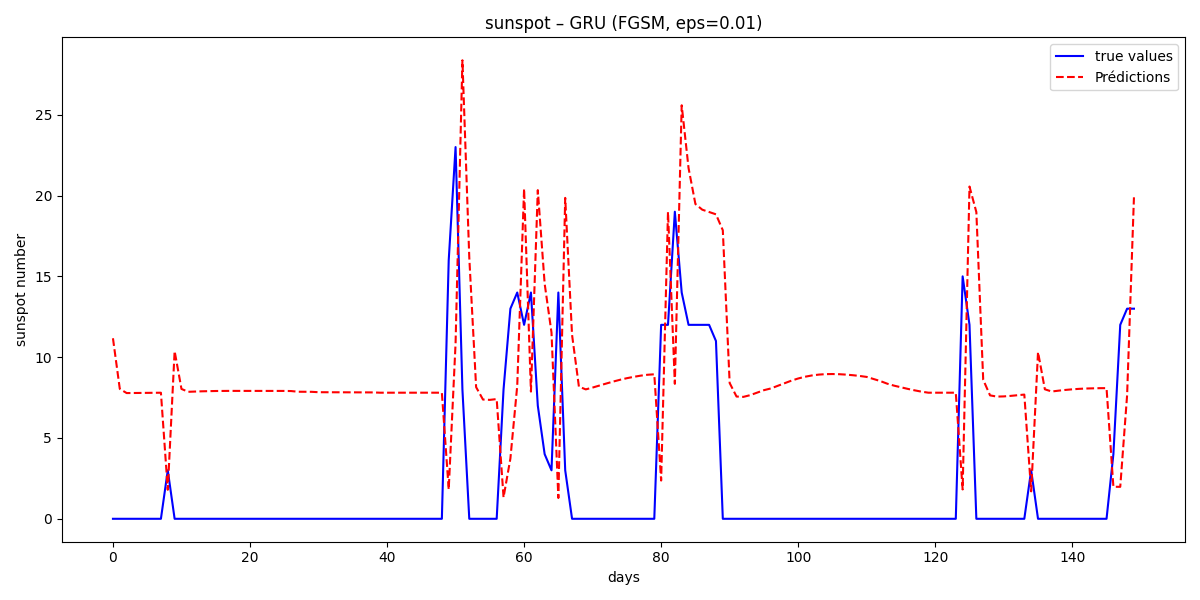 sunspot – GRU (FGSM, eps=0.01)
true values
Prédictions
sunspot number
25
20
15
10
5
0
0 20 40 60 80 100 120 140
days